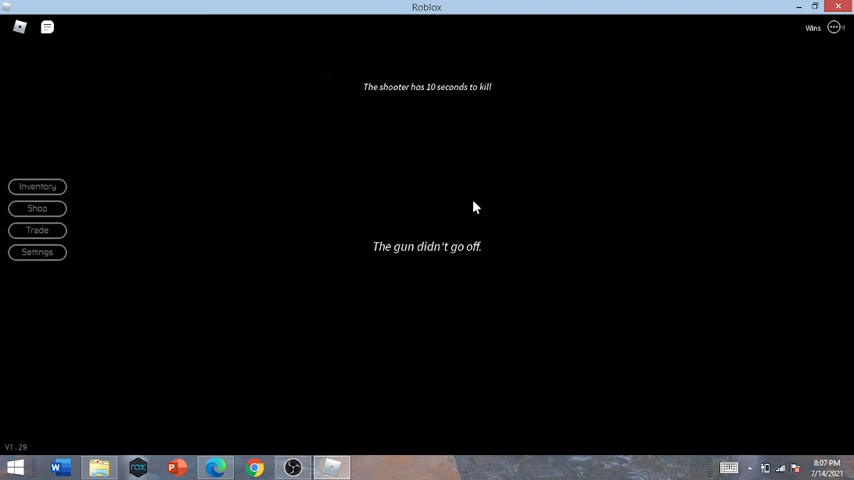 Roblox
Wins
The shooter has 10 seconds to kill
Inventory
Shop
Trade
Settings
The gun didn't go off.
V1.29
nox
8:07 PM
7/14/2021